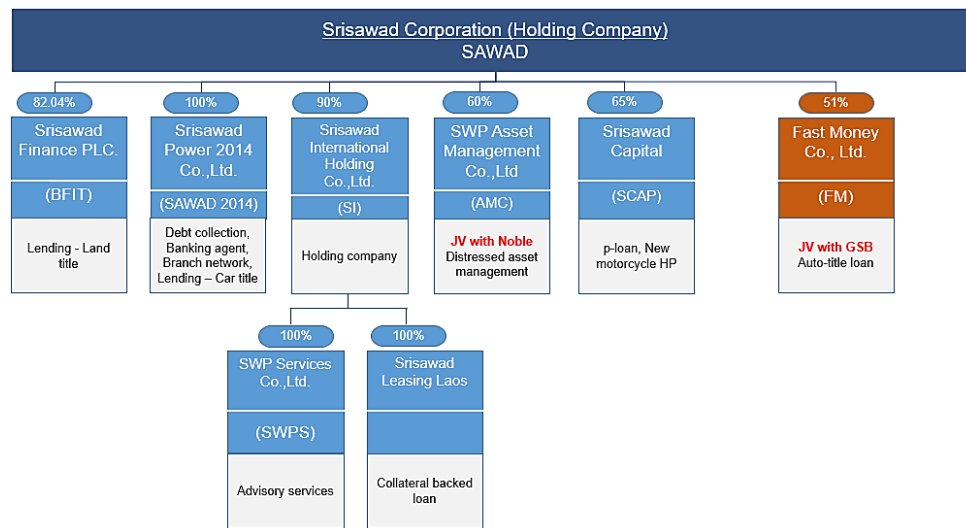 Srisawad Corporation (Holding Company)
SAWAD
82.04%
Srisawad
Finance PLC.
(BFIT)
Lending - Land
title
100%
Srisawad
Power 2014
Co.,Ltd.
(SAWAD 2014)
Debt collection,
Banking agent,
Branch network,
Lending – Car title
90%
Srisawad
International
Holding
Co.,Ltd.
(SI)
Holding company
60%
SWP Asset
Management
Co.,Ltd
(AMC)
JV with Noble
Distressed asset
management
65%
Srisawad
Capital
(SCAP)
p-loan, New
motorcycle HP
51%
Fast Money
Co., Ltd.
(FM)
JV with GSB
Auto-title loan
100%
SWP Services
Co.,Ltd.
(SWPS)
Advisory services
100%
Srisawad
Leasing Laos
Collateral backed
loan